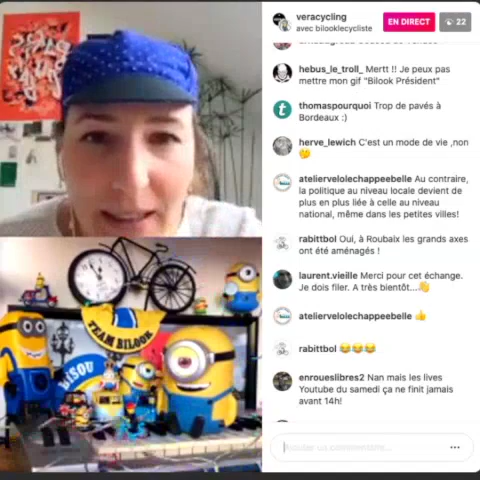 veracycling
avec bilooklecycliste
EN DIRECT
22
hebus_le_troll_ Mertt !! Je peux pas
mettre mon gif "Bilook Président"
thomaspourquoi Trop de pavés à
Bordeaux :)
herve_lewich C'est un mode de vie ,non
🤔
ateliervelolechappeebelle Au contraire,
la politique au niveau locale devient de
plus en plus liée à celle au niveau
national, même dans les petites villes!
rabittbol Oui, à Roubaix les grands axes
ont été aménagés !
laurent.vieille Merci pour cet échange.
Je dois filer. A très bientôt...👋
ateliervelolechappeebelle 👍
rabittbol 😂😂😂
enroueslibres2 Nan mais les lives
Youtube du samedi ça ne finit jamais
avant 14h!
Ajouter un commentaire...
TEAM BILOOK
BISOU